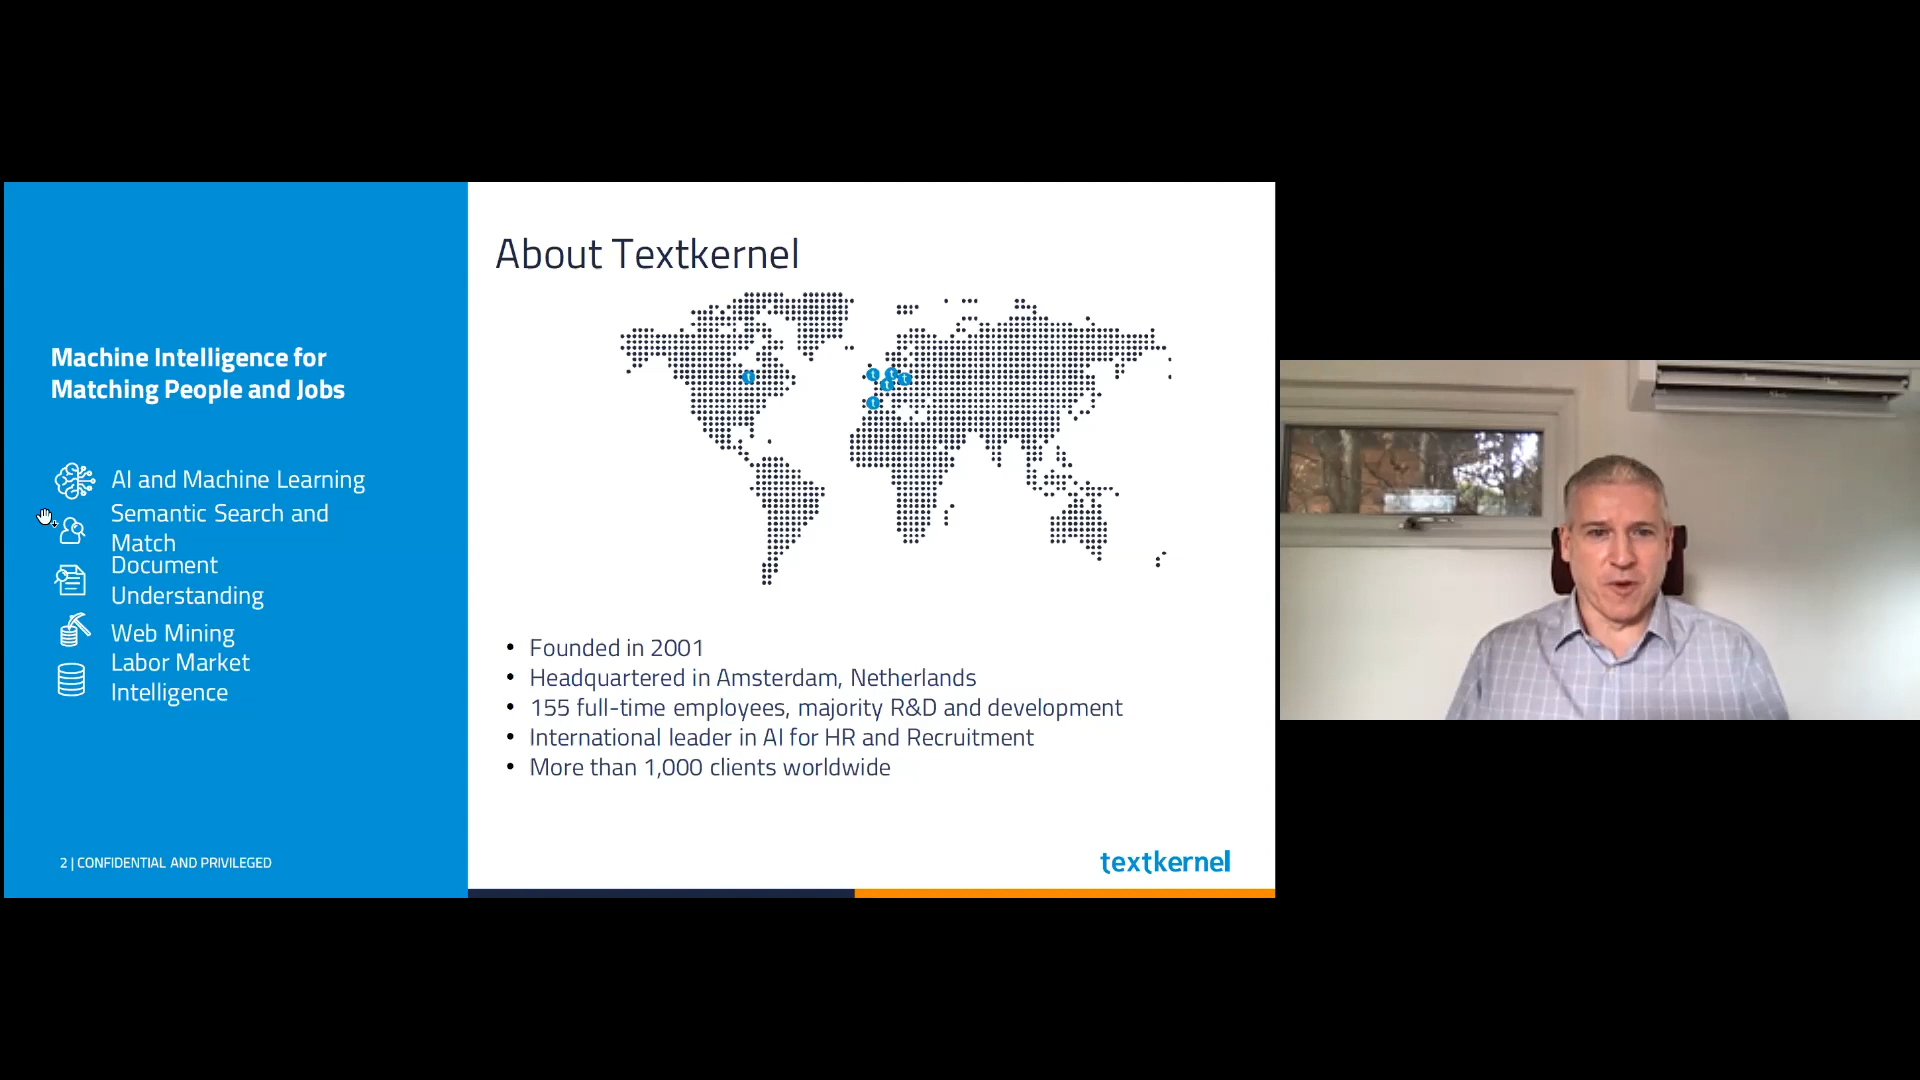 Machine Intelligence for
Matching People and Jobs
AI and Machine Learning
Semantic Search and
Match
Document
Understanding
Web Mining
Labor Market
Intelligence
2 | CONFIDENTIAL AND PRIVILEGED
About Textkernel
t
t
t
t
t
t
• Founded in 2001
• Headquartered in Amsterdam, Netherlands
• 155 full-time employees, majority R&D and development
• International leader in AI for HR and Recruitment
• More than 1,000 clients worldwide
textkernel